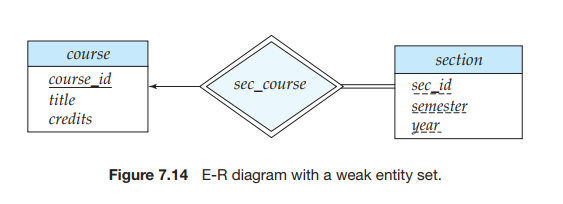 course
course_id
title
credits
sec_course
section
sec_id
semester
year
Figure 7.14 E-R diagram with a weak entity set.